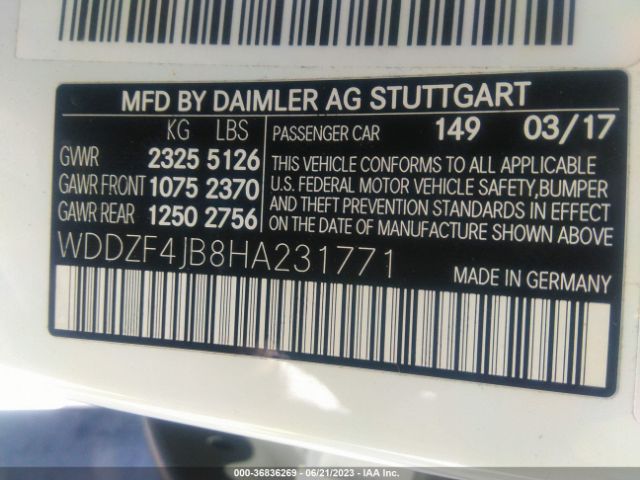 MFD BY DAIMLER AG STUTTGART
KG LBS
GVWR 2325 5126
GAWR FRONT 1075 2370
GAWR REAR 1250 2756
PASSENGER CAR 149 03/17
THIS VEHICLE CONFORMS TO ALL APPLICABLE
U.S. FEDERAL MOTOR VEHICLE SAFETY,BUMPER
AND THEFT PREVENTION STANDARDS IN EFFECT
ON THE DATE OF MANUFACTURE SHOWN ABOVE.
WDDZF4JB8HA231771
MADE IN GERMANY
000-36836269 - 06/21/2023 - IAA Inc.